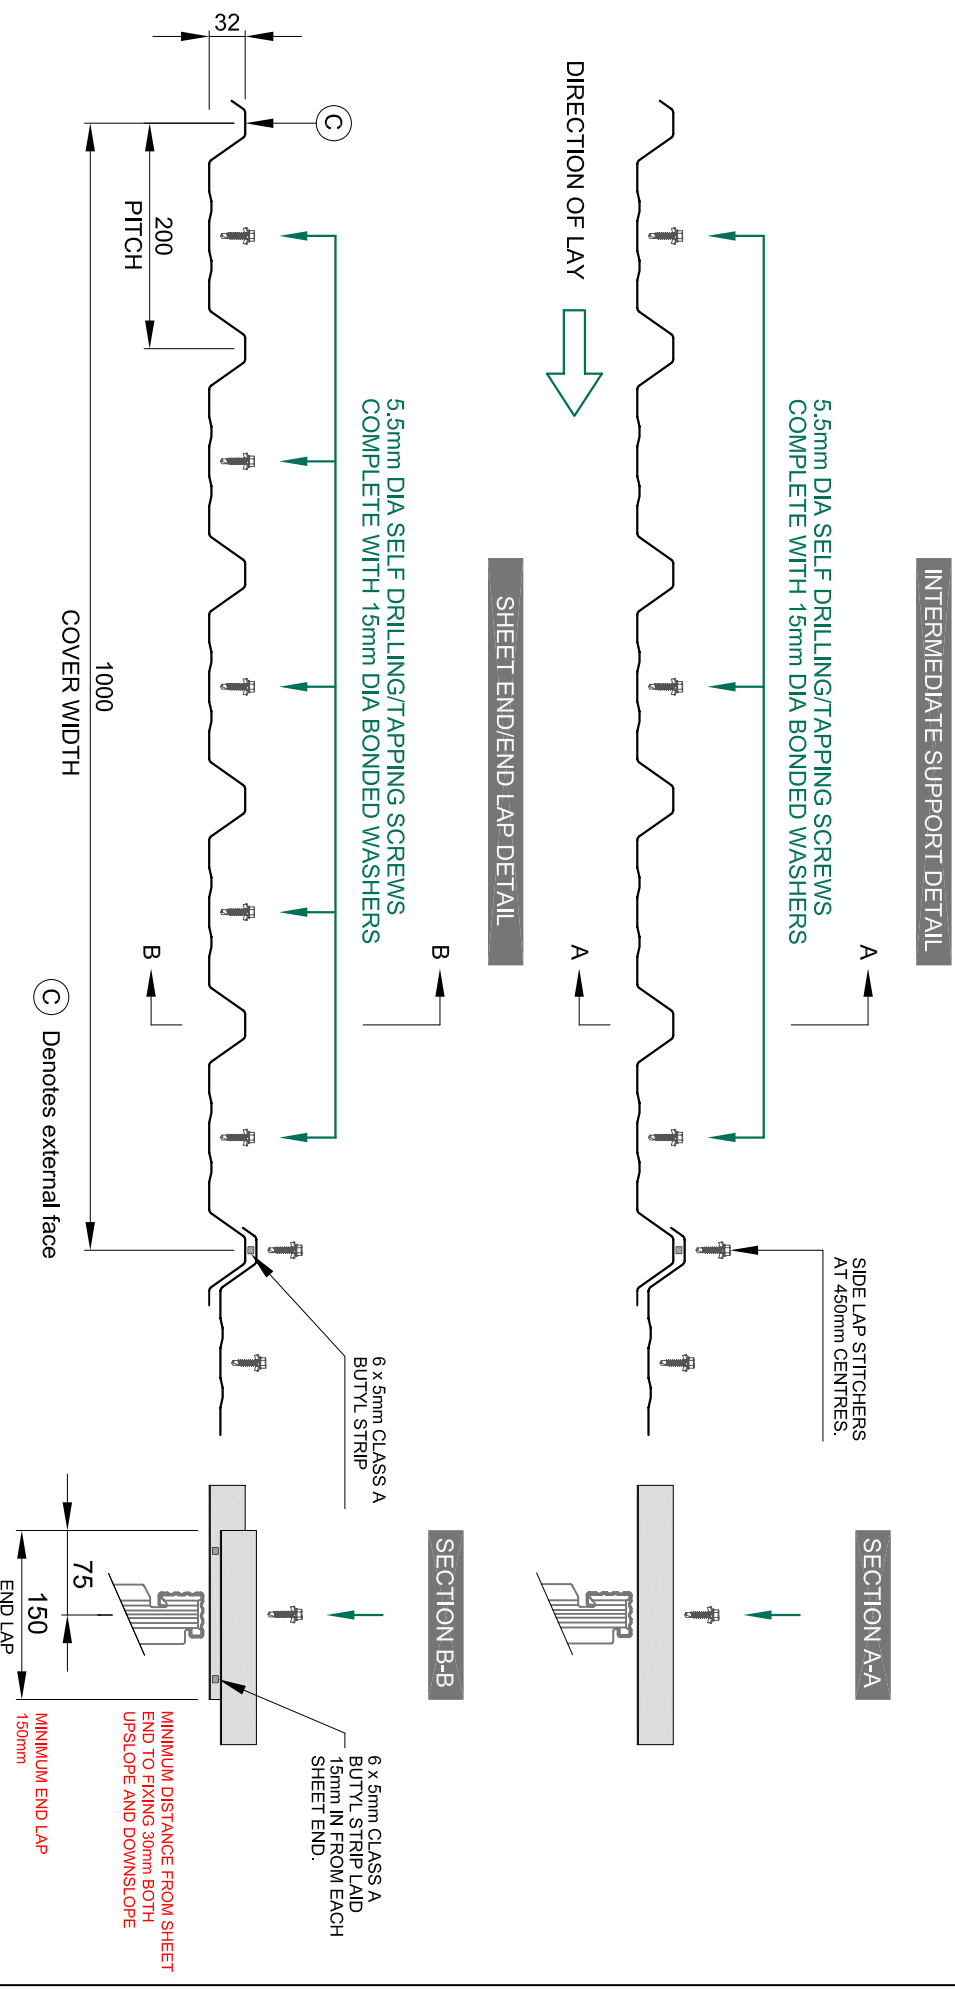 INTERMEDIATE SUPPORT DETAIL
SECTION A-A
A
A
SIDE LAP STITCHERS
AT 450mm CENTRES.
5.5mm DIA SELF DRILLING/TAPPING SCREWS
COMPLETE WITH 15mm DIA BONDED WASHERS
DIRECTION OF LAY
SHEET END/END LAP DETAIL
SECTION B-B
B
B
5.5mm DIA SELF DRILLING/TAPPING SCREWS
COMPLETE WITH 15mm DIA BONDED WASHERS
6 x 5mm CLASS A
BUTYL STRIP
6 x 5mm CLASS A
BUTYL STRIP LAID
15mm IN FROM EACH
SHEET END.
C
32
200
PITCH
1000
COVER WIDTH
C Denotes external face
75
150
END LAP
MINIMUM DISTANCE FROM SHEET
END TO FIXING 30mm BOTH
UPSLOPE AND DOWNSLOPE
MINIMUM END LAP
150mm